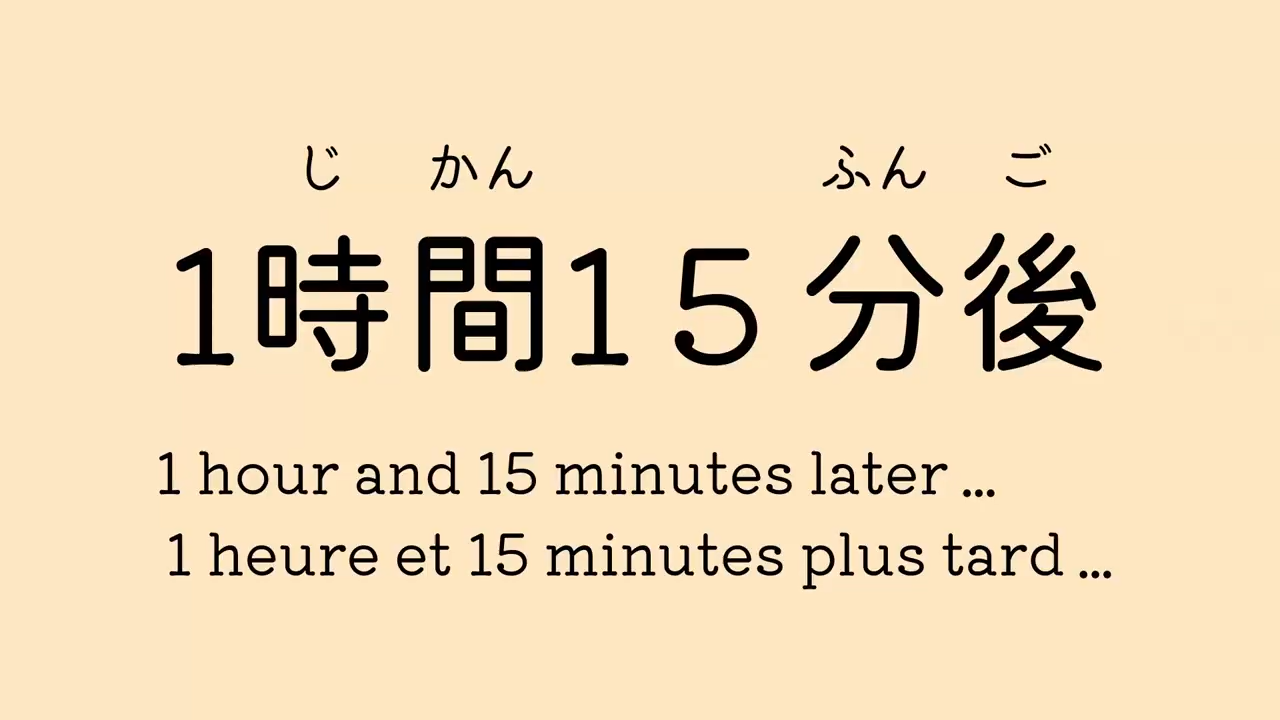 じ かん ふん ご
1時間15分後
1 hour and 15 minutes later ...
1 heure et 15 minutes plus tard ...